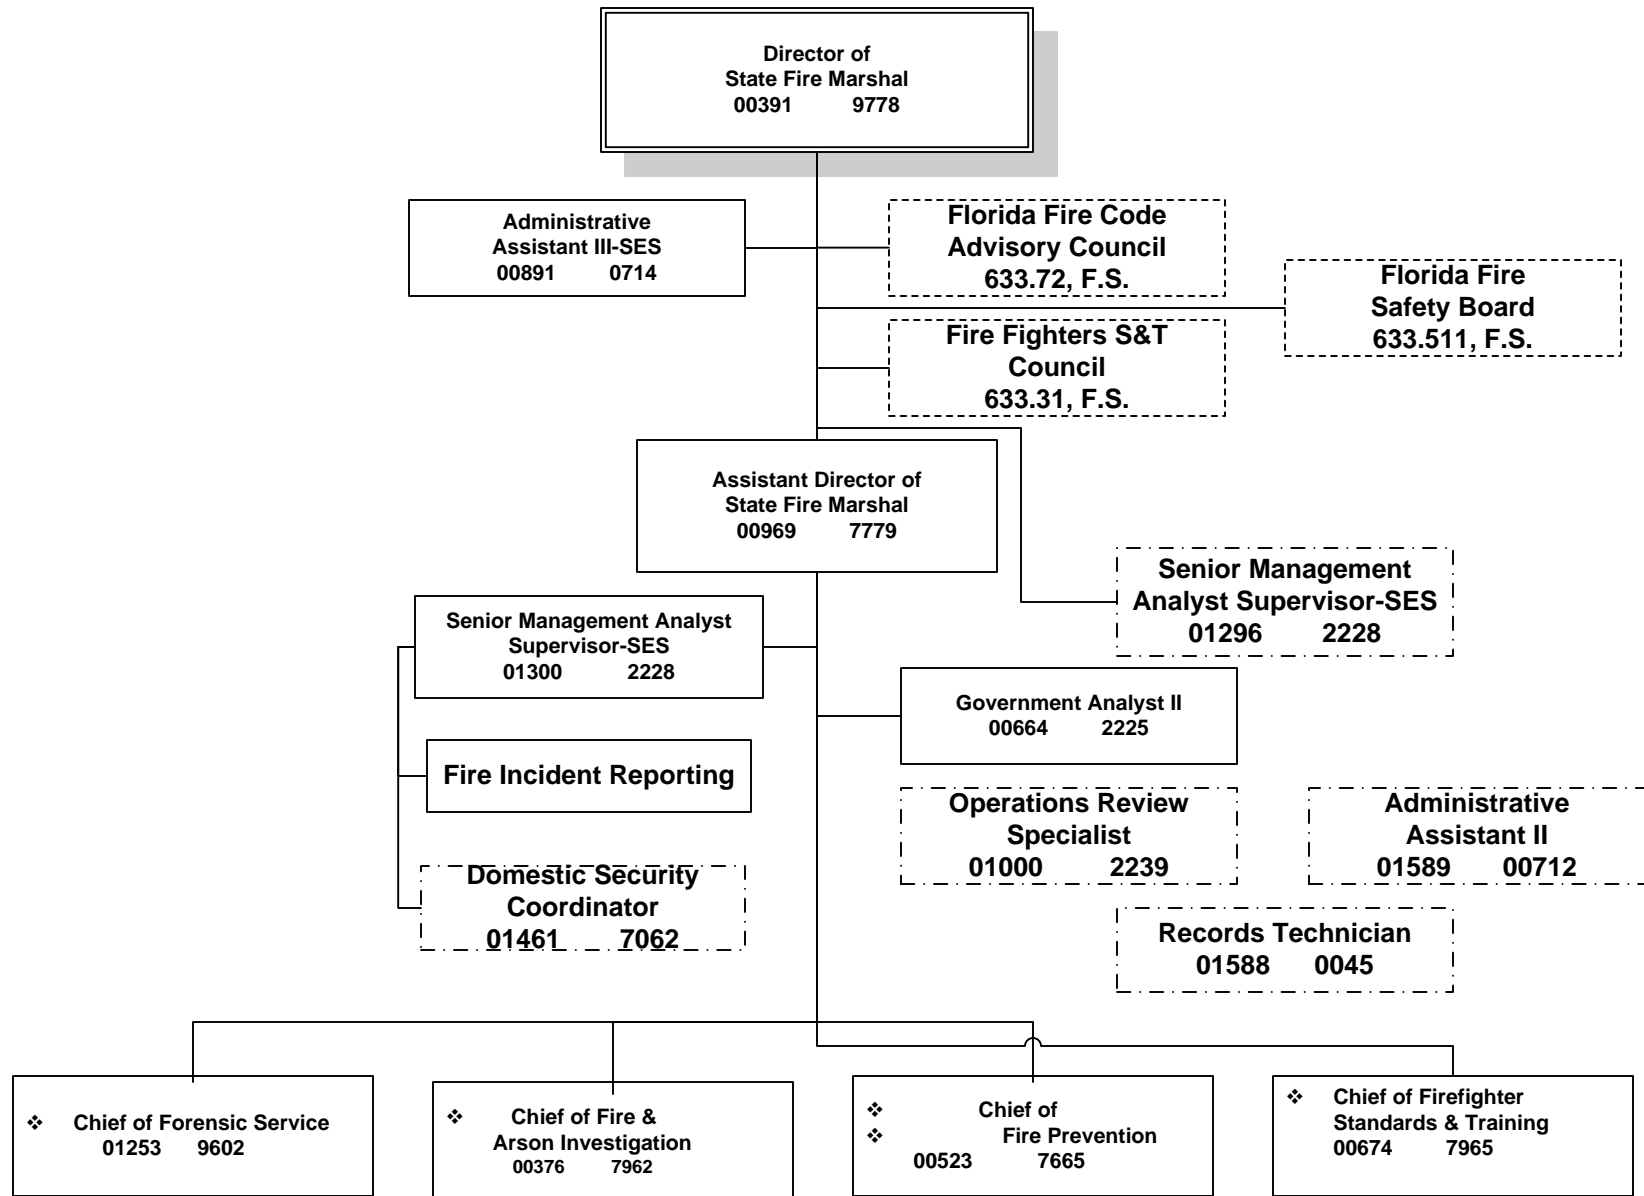 Director of
State Fire Marshal
00391 9778
Administrative
Assistant III-SES
00891 0714
Florida Fire Code
Advisory Council
633.72, F.S.
Florida Fire
Safety Board
633.511, F.S.
Fire Fighters S&T
Council
633.31, F.S.
Assistant Director of
State Fire Marshal
00969 7779
Senior Management
Analyst Supervisor-SES
01296 2228
Senior Management Analyst
Supervisor-SES
01300 2228
Government Analyst II
00664 2225
Fire Incident Reporting
Operations Review
Specialist
01000 2239
Administrative
Assistant II
01589 00712
Domestic Security
Coordinator
01461 7062
Records Technician
01588 0045
❖ Chief of Forensic Service
01253 9602
❖ Chief of Fire &
Arson Investigation
00376 7962
❖ Chief of
❖ Fire Prevention
00523 7665
❖ Chief of Firefighter
Standards & Training
00674 7965